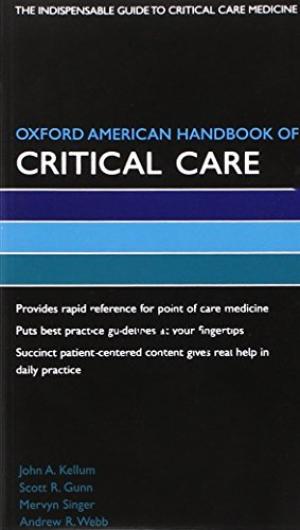 THE INDISPENSABLE GUIDE TO CRITICAL CARE MEDICINE
OXFORD AMERICAN HANDBOOK OF
CRITICAL CARE
Provides rapid reference for point of care medicine
Puts best practice guidelines at your fingertips
Succinct patient-centered content gives real help in
daily practice
John A. Kellum
Scott R. Gunn
Mervyn Singer
Andrew R. Webb